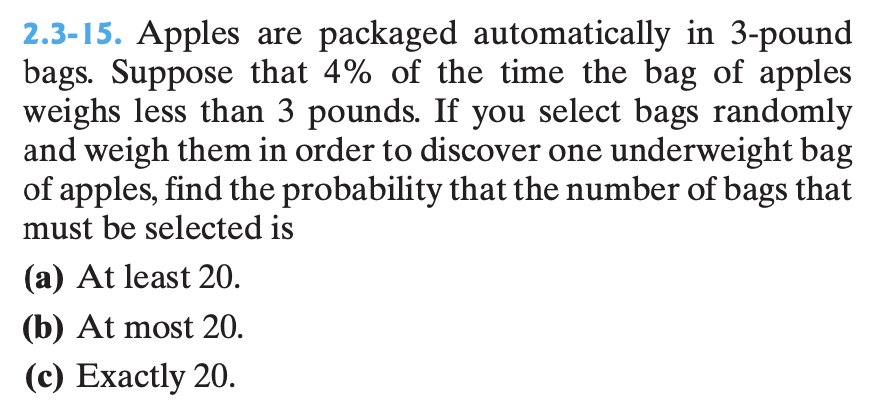 2.3-15. Apples are packaged automatically in 3-pound
bags. Suppose that 4% of the time the bag of apples
weighs less than 3 pounds. If you select bags randomly
and weigh them in order to discover one underweight bag
of apples, find the probability that the number of bags that
must be selected is
(a) At least 20.
(b) At most 20.
(c) Exactly 20.